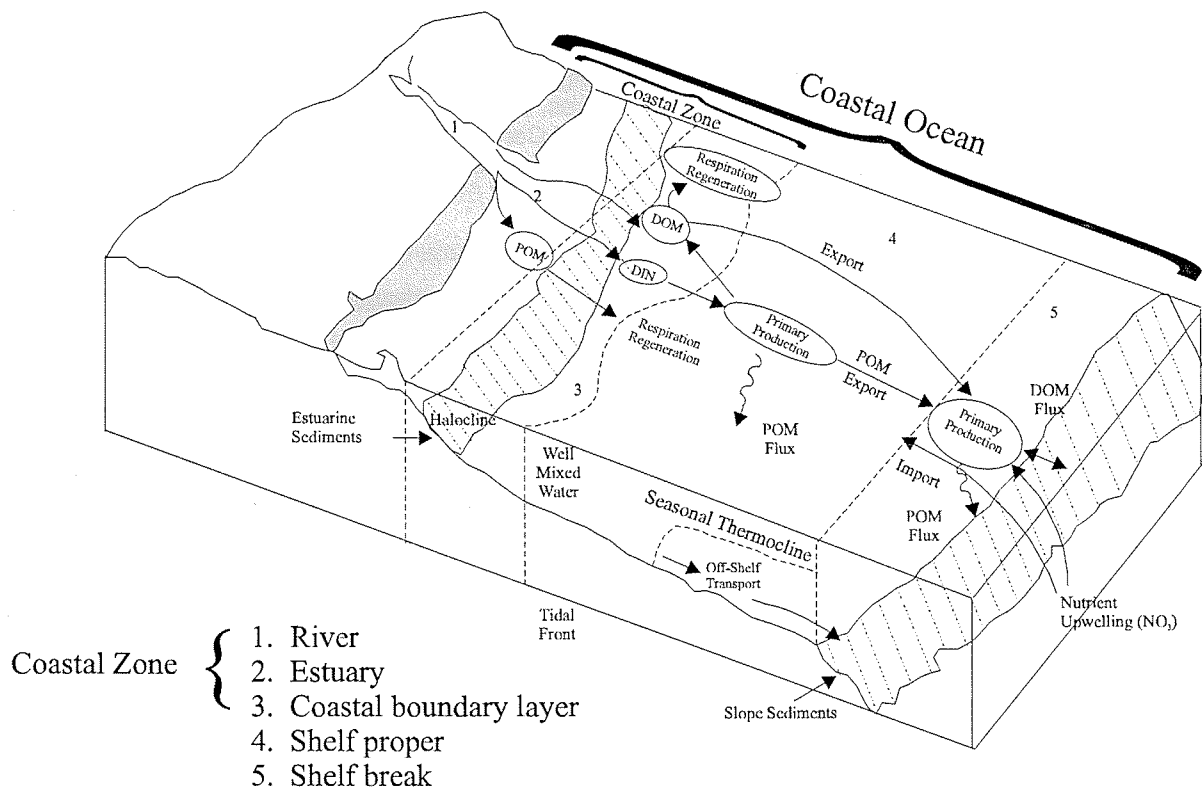 Coastal Ocean
Coastal Zone
1
Respiration
Regeneration
2
DOM
4
POM
DIN
Export
5
Respiration
Regeneration
Primary
Production
POM
Export
3
DOM
Flux
Primary
Production
Estuarine
Sediments
Halocline
POM
Flux
Well
Mixed
Water
Import
Seasonal Thermocline
POM
Flux
Off-Shelf
Transport
Tidal
Front
Nutrient
Upwelling (NO3)
Slope Sediments
Coastal Zone {
1. River
2. Estuary
3. Coastal boundary layer
4. Shelf proper
5. Shelf break